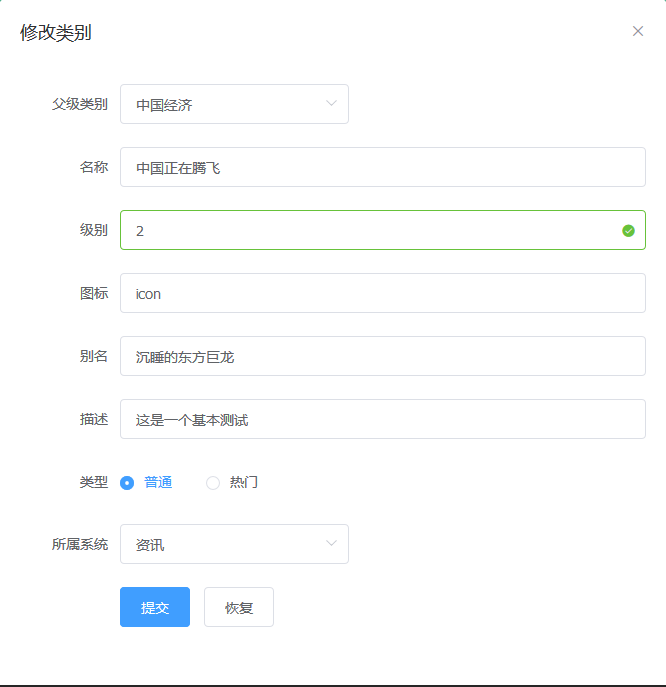 修改类别
父级类别 中国经济
名称 中国正在腾飞
级别 2
图标 icon
别名 沉睡的东方巨龙
描述 这是一个基本测试
类型 普通 热门
所属系统 资讯
提交 恢复